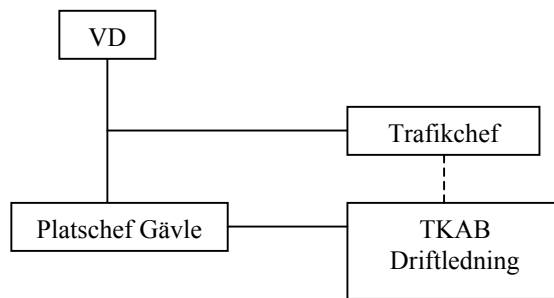 VD
Trafikchef
Platschef Gävle
TKAB
Driftledning